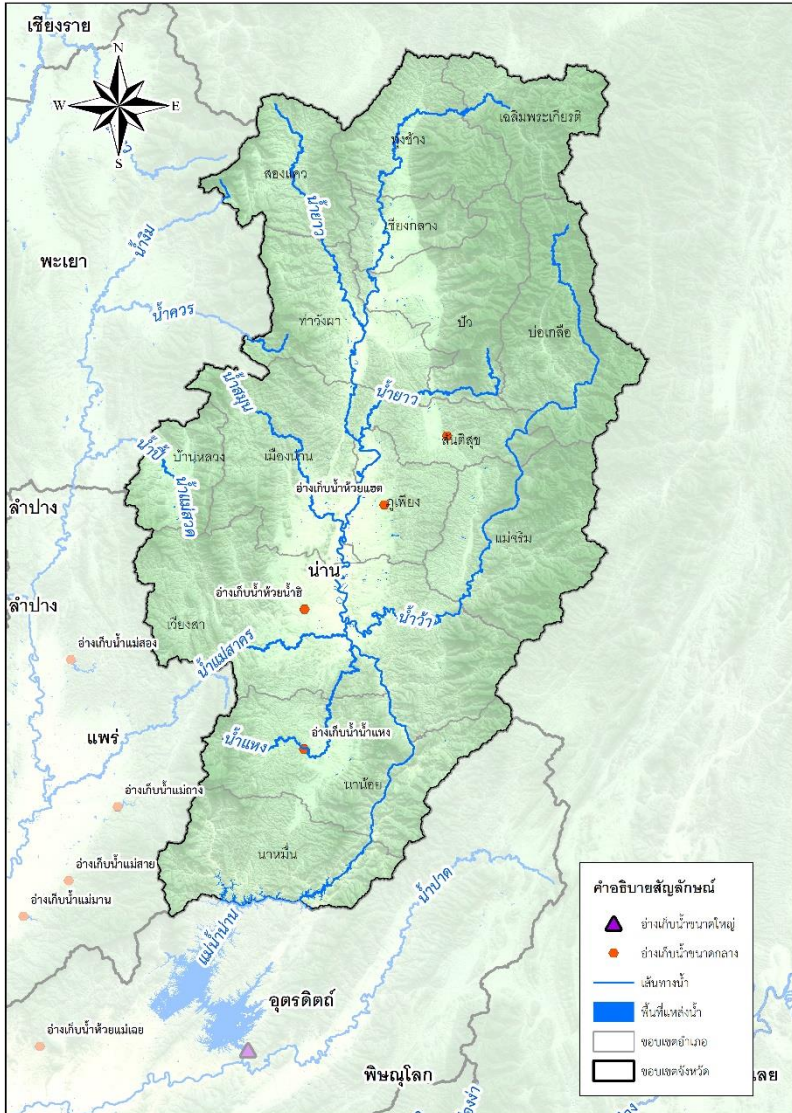 เชียงราย
N
W
E
S
เฉลิมพระเกียรติ
ทุ่งช้าง
สองแคว
น้ำยาว
เชียงกลาง
น้ำงิม
พะเยา
น้ำควร
ท่าวังผา
ปัว
บ่อเกลือ
น้ำสมุน
น้ำยาว
สันติสุข
น้ำปี้
บ้านหลวง
เมืองน่าน
อ่างเก็บน้ำห้วยแฮต
ภูเพียง
ลำปาง
น้ำแม่สวด
แม่จริม
น่าน
ลำปาง
อ่างเก็บน้ำห้วยน้ำฮิ
น้ำว้า
เวียงสา
อ่างเก็บน้ำแม่สอง
น้ำแม่สาคร
แพร่
น้ำแหง
อ่างเก็บน้ำน้ำแหง
นาน้อย
อ่างเก็บน้ำแม่ถาง
นาหมื่น
อ่างเก็บน้ำแม่สาย
น้ำปาด
อ่างเก็บน้ำแม่มาน
แม่น้ำน่าน
อุตรดิตถ์
อ่างเก็บน้ำห้วยแม่เฉย
พิษณุโลก
เลย
คำอธิบายสัญลักษณ์
อ่างเก็บน้ำขนาดใหญ่
อ่างเก็บน้ำขนาดกลาง
เส้นทางน้ำ
พื้นที่แหล่งน้ำ
ขอบเขตอำเภอ
ขอบเขตจังหวัด